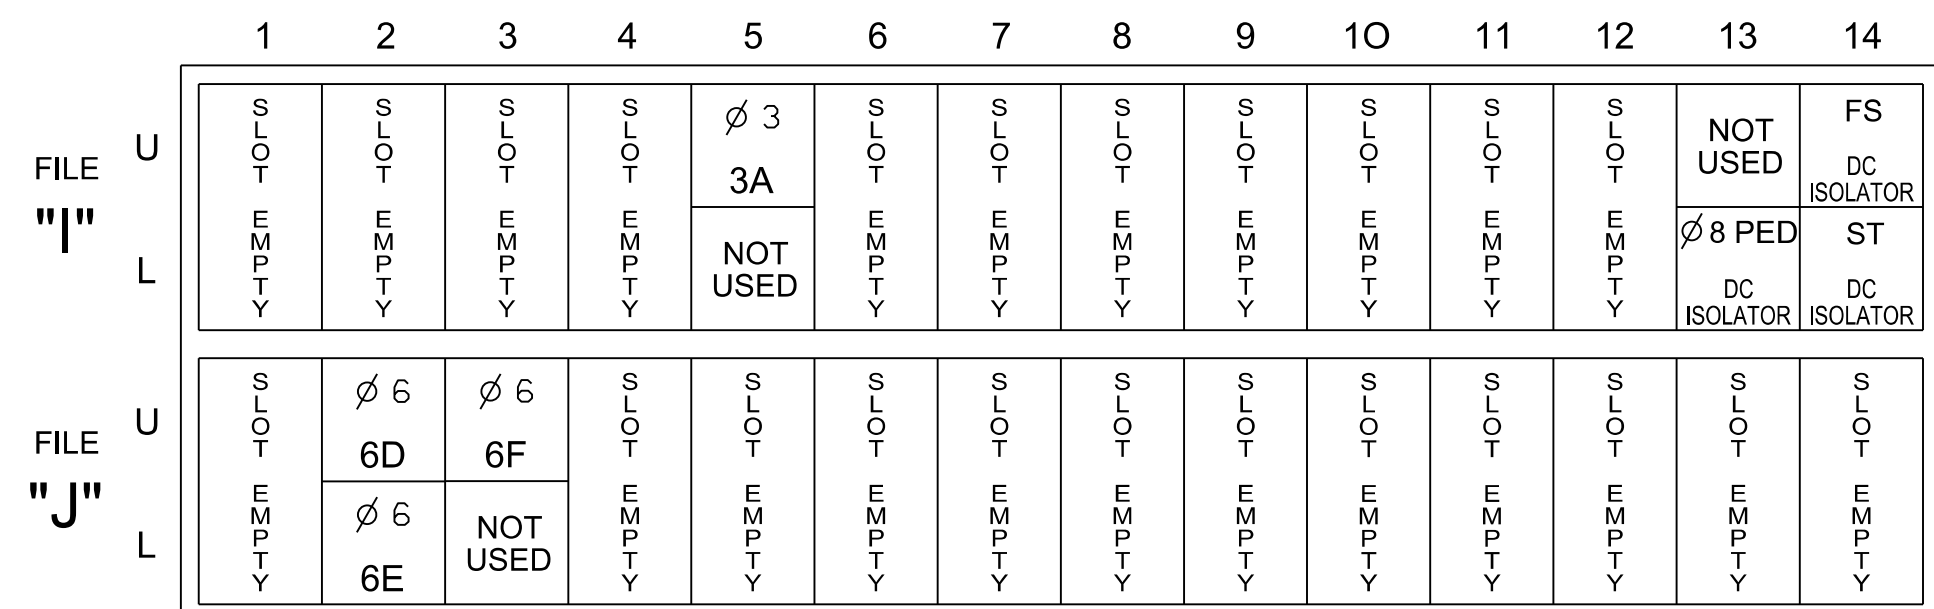 1 2 3 4 5 6 7 8 9 10 11 12 13 14
FILE "I"
U
L
SLOT EMPTY
SLOT EMPTY
SLOT EMPTY
SLOT EMPTY
Ø 3
3A
NOT USED
SLOT EMPTY
SLOT EMPTY
SLOT EMPTY
SLOT EMPTY
SLOT EMPTY
SLOT EMPTY
SLOT EMPTY
NOT USED
Ø 8 PED
DC ISOLATOR
FS
DC ISOLATOR
ST
DC ISOLATOR
FILE "J"
U
L
SLOT EMPTY
Ø 6
6D
Ø 6
6E
Ø 6
6F
NOT USED
SLOT EMPTY
SLOT EMPTY
SLOT EMPTY
SLOT EMPTY
SLOT EMPTY
SLOT EMPTY
SLOT EMPTY
SLOT EMPTY
SLOT EMPTY
SLOT EMPTY
SLOT EMPTY